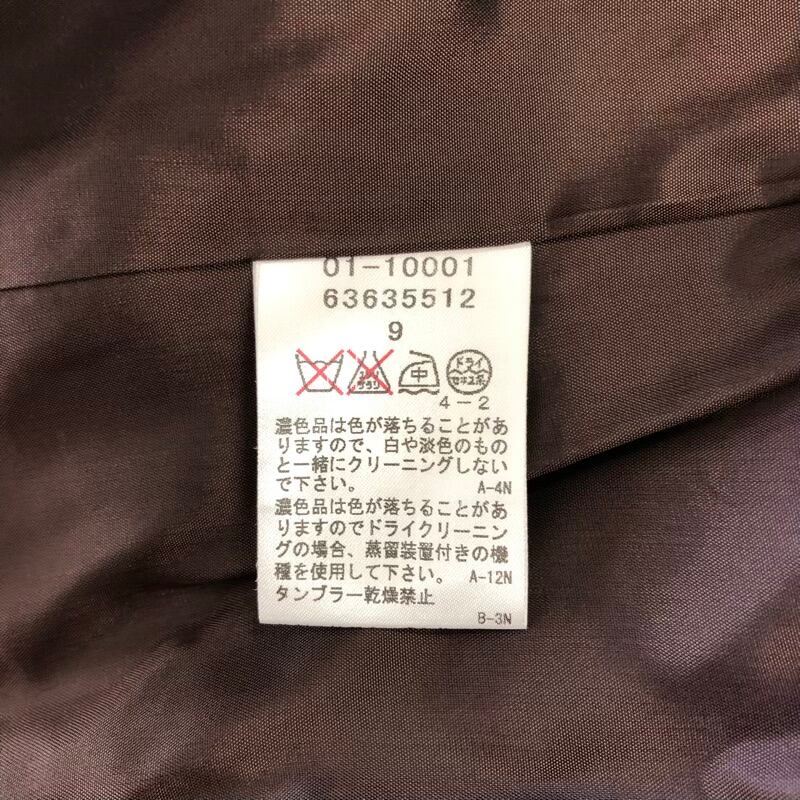 01-10001
63635512
9
エンソ サラシ 中 ドライ
セキユ系
4-2
濃色品は色が落ちることがあ
りますので、白や淡色のもの
と一緒にクリーニングしない
で下さい。 A-4N
濃色品は色が落ちることがあ
りますのでドライクリーニン
グの場合、蒸留装置付きの機
種を使用して下さい。 A-12N
タンブラー乾燥禁止
B-3N